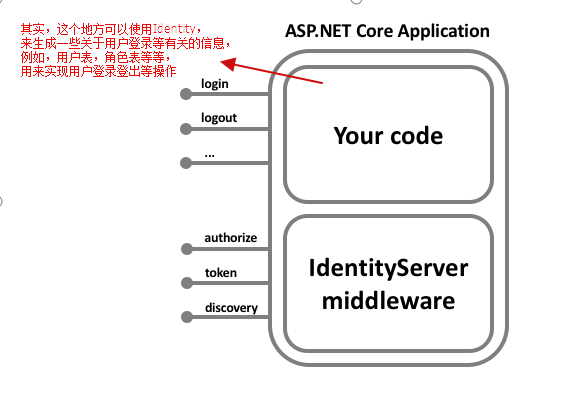 其实，这个地方可以使用Identity，
来生成一些关于用户登录等有关的信息，
例如，用户表，角色表等等，
用来实现用户登录登出等操作
ASP.NET Core Application
login
logout
...
Your code
authorize
token
discovery
IdentityServer
middleware